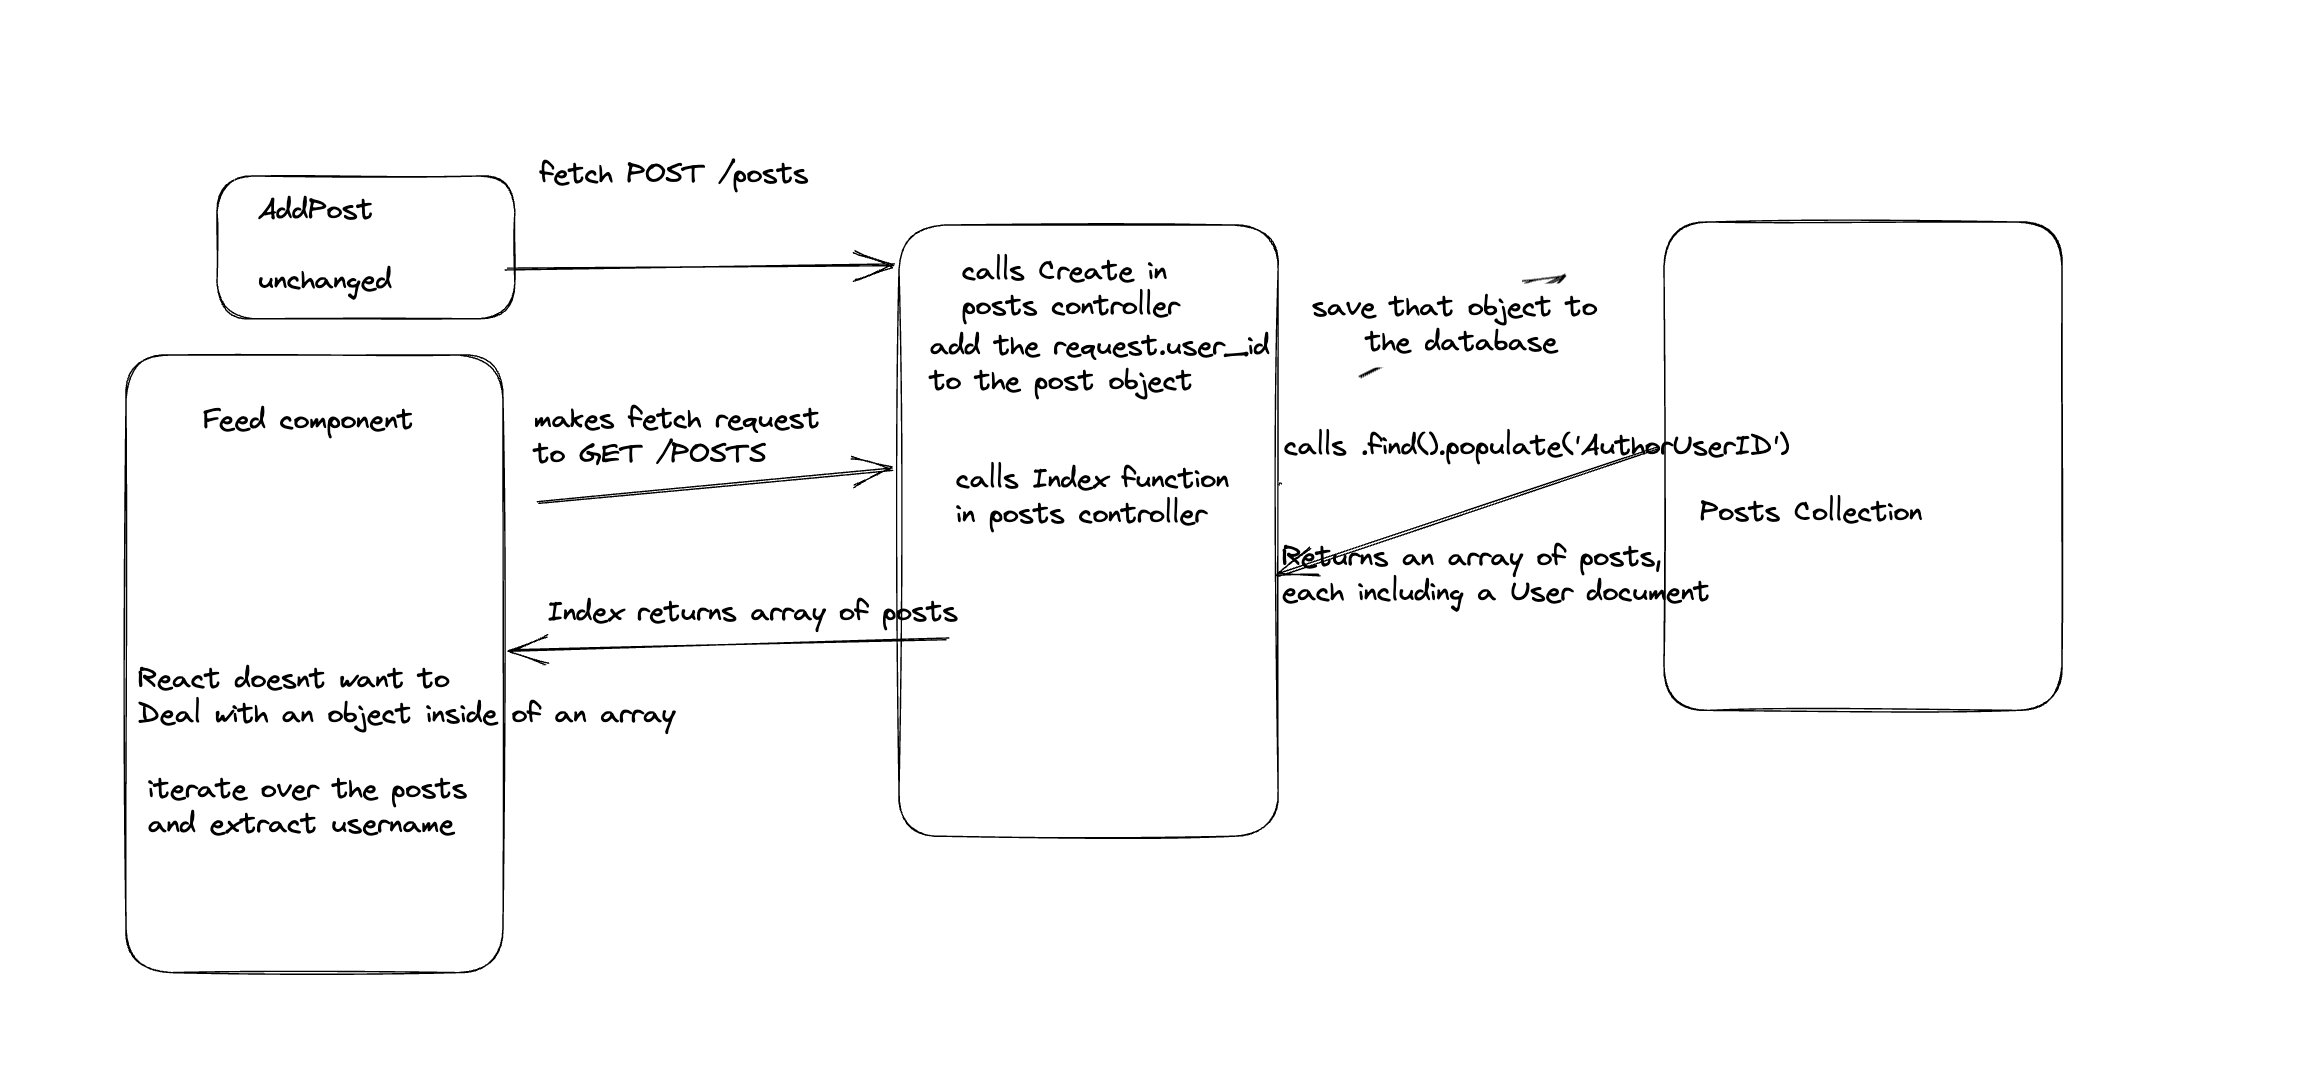 fetch POST /posts
AddPost
unchanged
calls Create in
posts controller
add the request.user_id
to the post object
save that object to
the database
Feed component
makes fetch request
to GET /POSTS
calls .find().populate('AuthorUserID')
calls Index function
in posts controller
Posts Collection
Returns an array of posts,
each including a User document
Index returns array of posts
React doesnt want to
Deal with an object inside of an array
iterate over the posts
and extract username